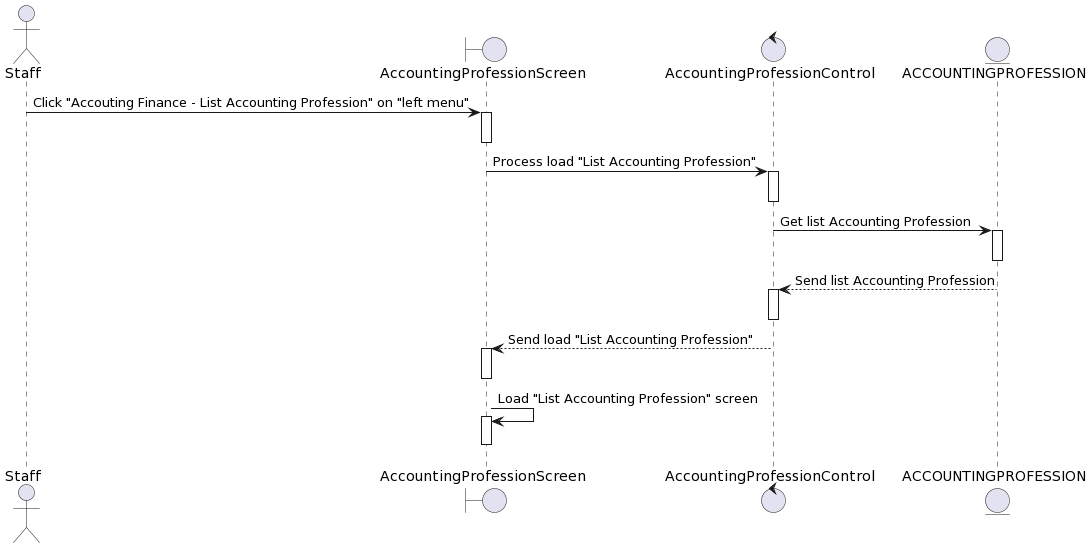 Staff
AccountingProfessionScreen
AccountingProfessionControl
ACCOUNTINGPROFESSION
Click "Accouting Finance - List Accounting Profession" on "left menu"
Process load "List Accounting Profession"
Get list Accounting Profession
Send list Accounting Profession
Send load "List Accounting Profession"
Load "List Accounting Profession" screen
Staff
AccountingProfessionScreen
AccountingProfessionControl
ACCOUNTINGPROFESSION